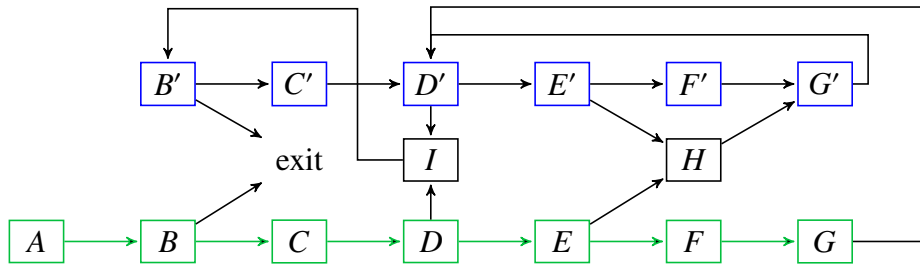 B′ C′ D′ E′ F′ G′
exit I H
A B C D E F G